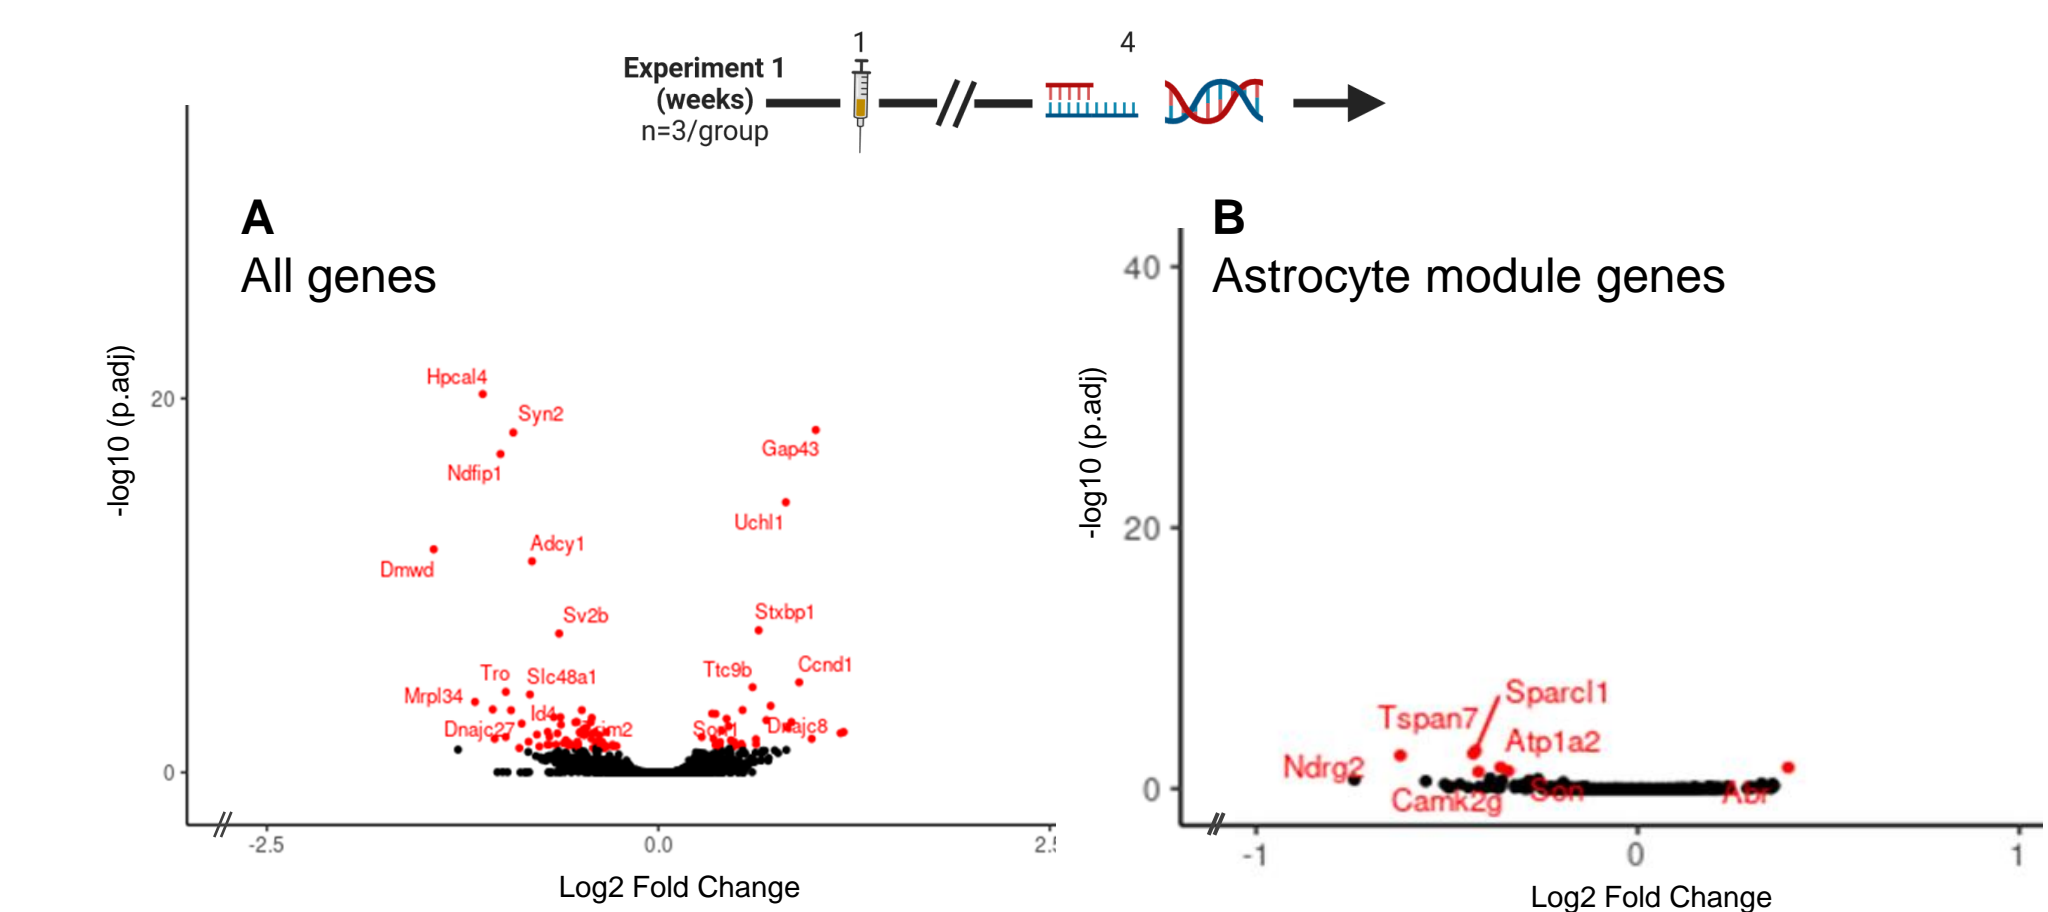 1
4
Experiment 1
(weeks)
n=3/group
A
All genes
-log10 (p.adj)
20
0
Hpcal4
Syn2
Ndfip1
Gap43
Uchl1
Adcy1
Dmwd
Sv2b
Stxbp1
Tro
Slc48a1
Ttc9b
Ccnd1
Mrpl34
Id4
Dnajc27
Dnajc8
-2.5
0.0
Log2 Fold Change
B
Astrocyte module genes
-log10 (p.adj)
40
20
0
Sparcl1
Tspan7
Atp1a2
Ndrg2
Camk2g
Son
Abr
-1
0
1
Log2 Fold Change